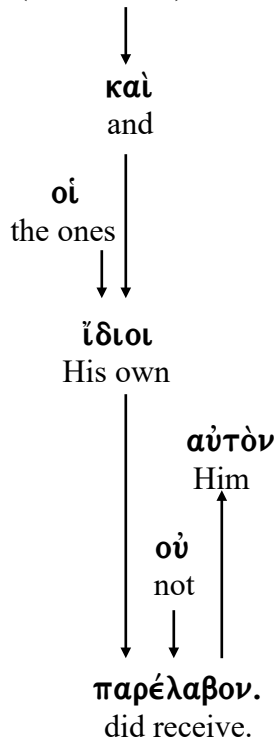 καὶ
and
οἱ
the ones
ἴδιοι
His own
αὐτὸν
Him
οὐ
not
παρέλαβον.
did receive.